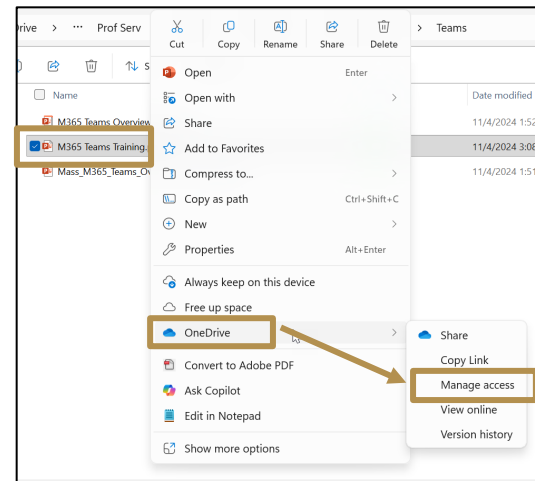 rive > ··· Prof Serv
> Teams
Cut Copy Rename Share Delete
Name
Date modified
M365 Teams Overview
11/4/2024 1:52
M365 Teams Training...
11/4/2024 3:08
Mass_M365_Teams_Ov
11/4/2024 1:51
Open Enter
Open with
Share
Add to Favorites
Compress to...
Copy as path Ctrl+Shift+C
New
Properties Alt+Enter
Always keep on this device
Free up space
OneDrive
Convert to Adobe PDF
Ask Copilot
Edit in Notepad
Show more options
Share
Copy Link
Manage access
View online
Version history